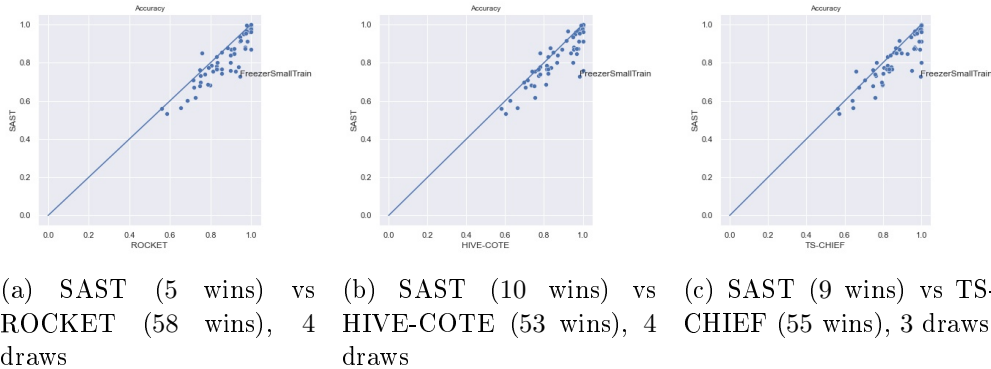 Accuracy
1.0
0.8
0.6
0.4
0.2
0.0
SAST
0.0 0.2 0.4 0.6 0.8 1.0
ROCKET
FreezerSmallTrain
Accuracy
1.0
0.8
0.6
0.4
0.2
0.0
SAST
0.0 0.2 0.4 0.6 0.8 1.0
HIVE-COTE
FreezerSmallTrain
Accuracy
1.0
0.8
0.6
0.4
0.2
0.0
SAST
0.0 0.2 0.4 0.6 0.8 1.0
TS-CHIEF
FreezerSmallTrain
(a) SAST (5 wins) vs
ROCKET (58 wins), 4
draws
(b) SAST (10 wins) vs
HIVE-COTE (53 wins), 4
draws
(c) SAST (9 wins) vs TS-
CHIEF (55 wins), 3 draws